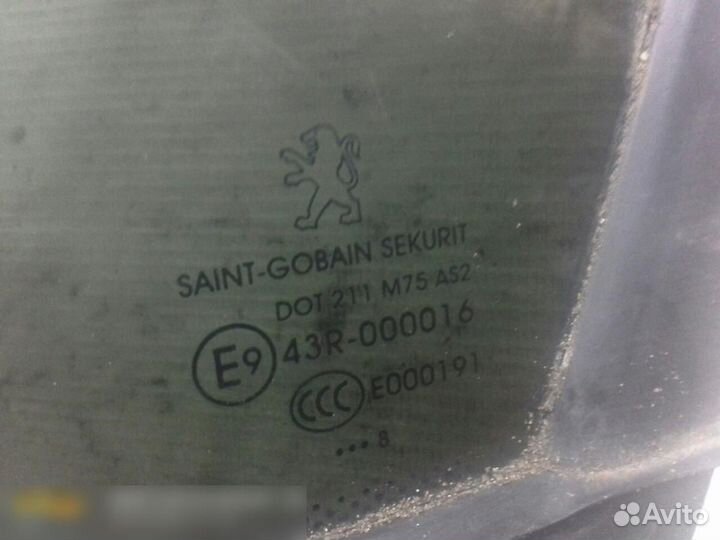 SAINT-GOBAIN SEKURIT
DOT 211 M75 AS2
E9 43R-000016
CCC E000191
••• 8
Avito